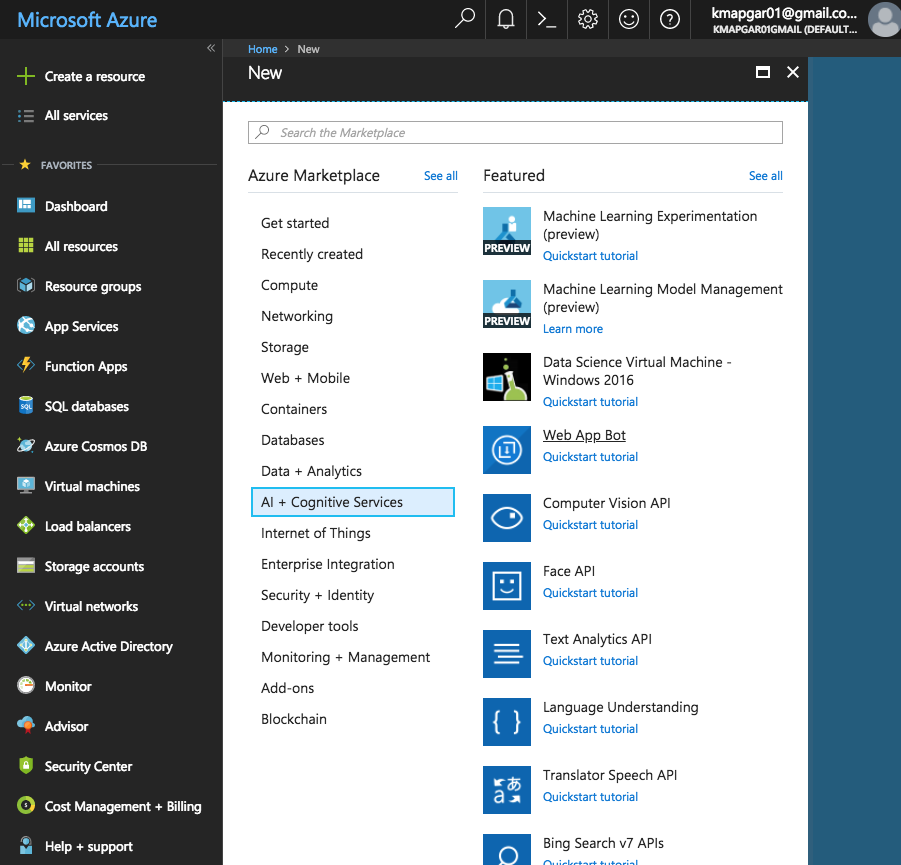 Microsoft Azure
kmapgar01@gmail.co...
KMAPGAR01GMAIL (DEFAULT...
Create a resource
All services
FAVORITES
Dashboard
All resources
Resource groups
App Services
Function Apps
SQL databases
Azure Cosmos DB
Virtual machines
Load balancers
Storage accounts
Virtual networks
Azure Active Directory
Monitor
Advisor
Security Center
Cost Management + Billing
Help + support
Home > New
New
Search the Marketplace
Azure Marketplace See all
Get started
Recently created
Compute
Networking
Storage
Web + Mobile
Containers
Databases
Data + Analytics
AI + Cognitive Services
Internet of Things
Enterprise Integration
Security + Identity
Developer tools
Monitoring + Management
Add-ons
Blockchain
Featured See all
PREVIEW
Machine Learning Experimentation
(preview)
Quickstart tutorial
PREVIEW
Machine Learning Model Management
(preview)
Learn more
Data Science Virtual Machine -
Windows 2016
Quickstart tutorial
Web App Bot
Quickstart tutorial
Computer Vision API
Quickstart tutorial
Face API
Quickstart tutorial
Text Analytics API
Quickstart tutorial
Language Understanding
Quickstart tutorial
Translator Speech API
Quickstart tutorial
Bing Search v7 APIs
Quickstart tutorial